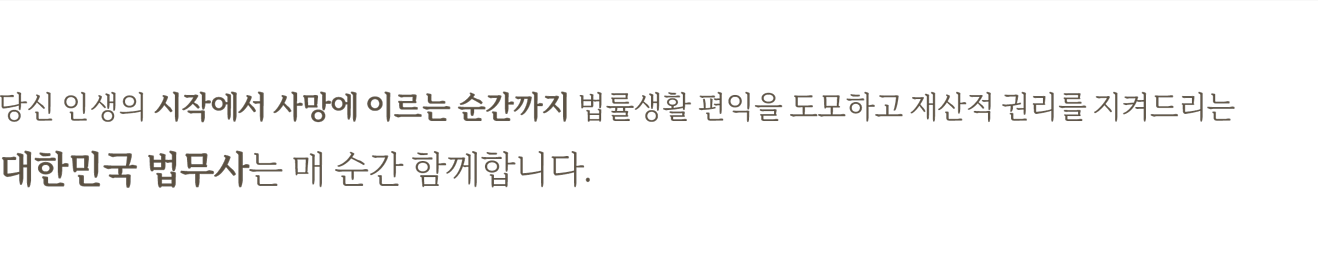 당신 인생의 시작에서 사망에 이르는 순간까지 법률생활 편익을 도모하고 재산적 권리를 지켜드리는
대한민국 법무사는 매 순간 함께합니다.